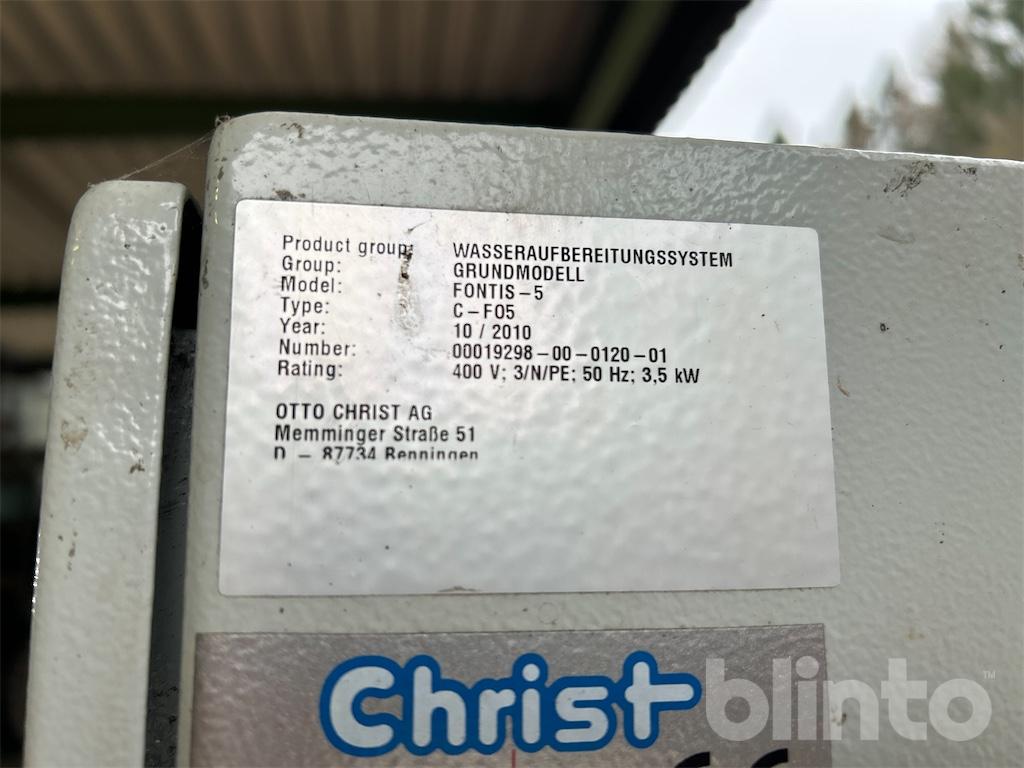 Product group: WASSERAUFBEREITUNGSSYSTEM
Group: GRUNDMODELL
Model: FONTIS-5
Type: C-F05
Year: 10 / 2010
Number: 00019298-00-0120-01
Rating: 400 V; 3/N/PE; 50 Hz; 3,5 kW
OTTO CHRIST AG
Memminger Straße 51
D - 87734 Benningen
Christ
blinto™